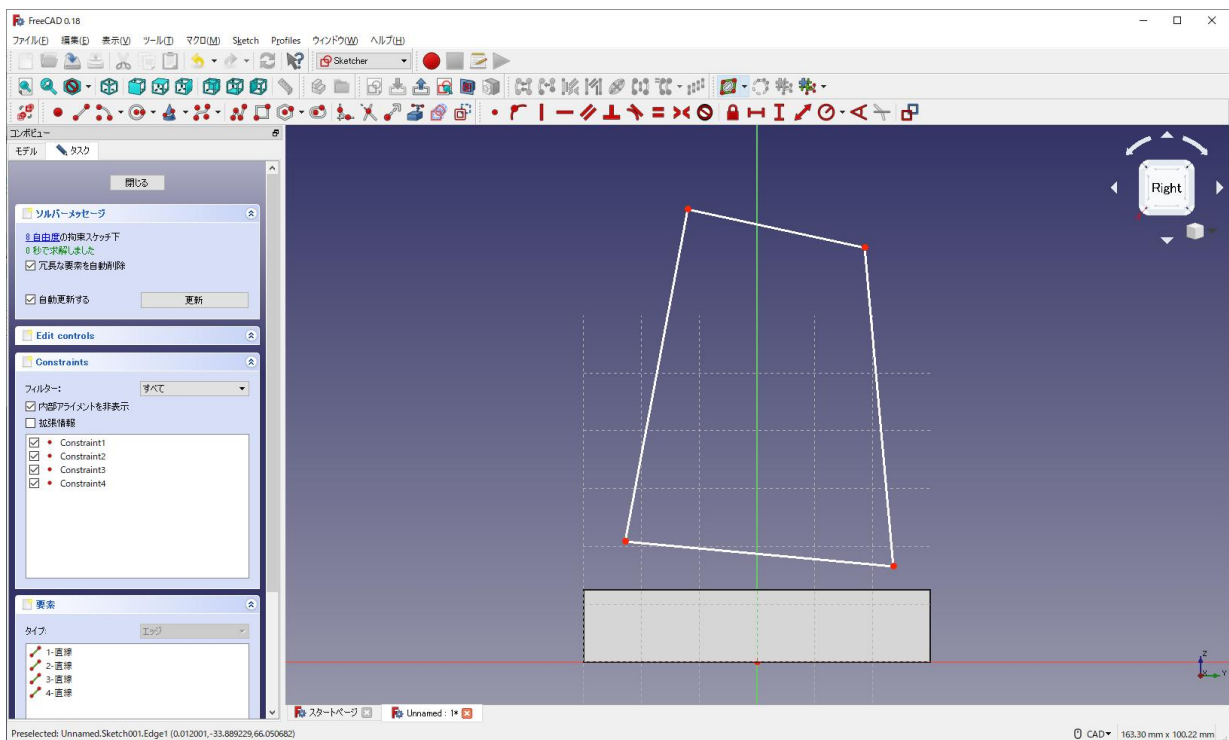 FreeCAD 0.18
ファイル(F) 編集(E) 表示(V) ツール(T) マクロ(M) Sketch Profiles ウィンドウ(W) ヘルプ(H)
Sketcher
コンボビュー
モデル タスク
閉じる
ソルバーメッセージ
8 自由度の拘束スケッチ下
0 秒で求解しました
冗長な要素を自動削除
自動更新する 更新
Edit controls
Constraints
フィルター: すべて
内部アライメントを非表示
拡張情報
Constraint1
Constraint2
Constraint3
Constraint4
要素
タイプ: エッジ
1-直線
2-直線
3-直線
4-直線
Right
Z
X Y
スタートページ Unnamed : 1*
Preselected: Unnamed.Sketch001.Edge1 (0.012001,-33.889229,66.050682) CAD 163.30 mm x 100.22 mm